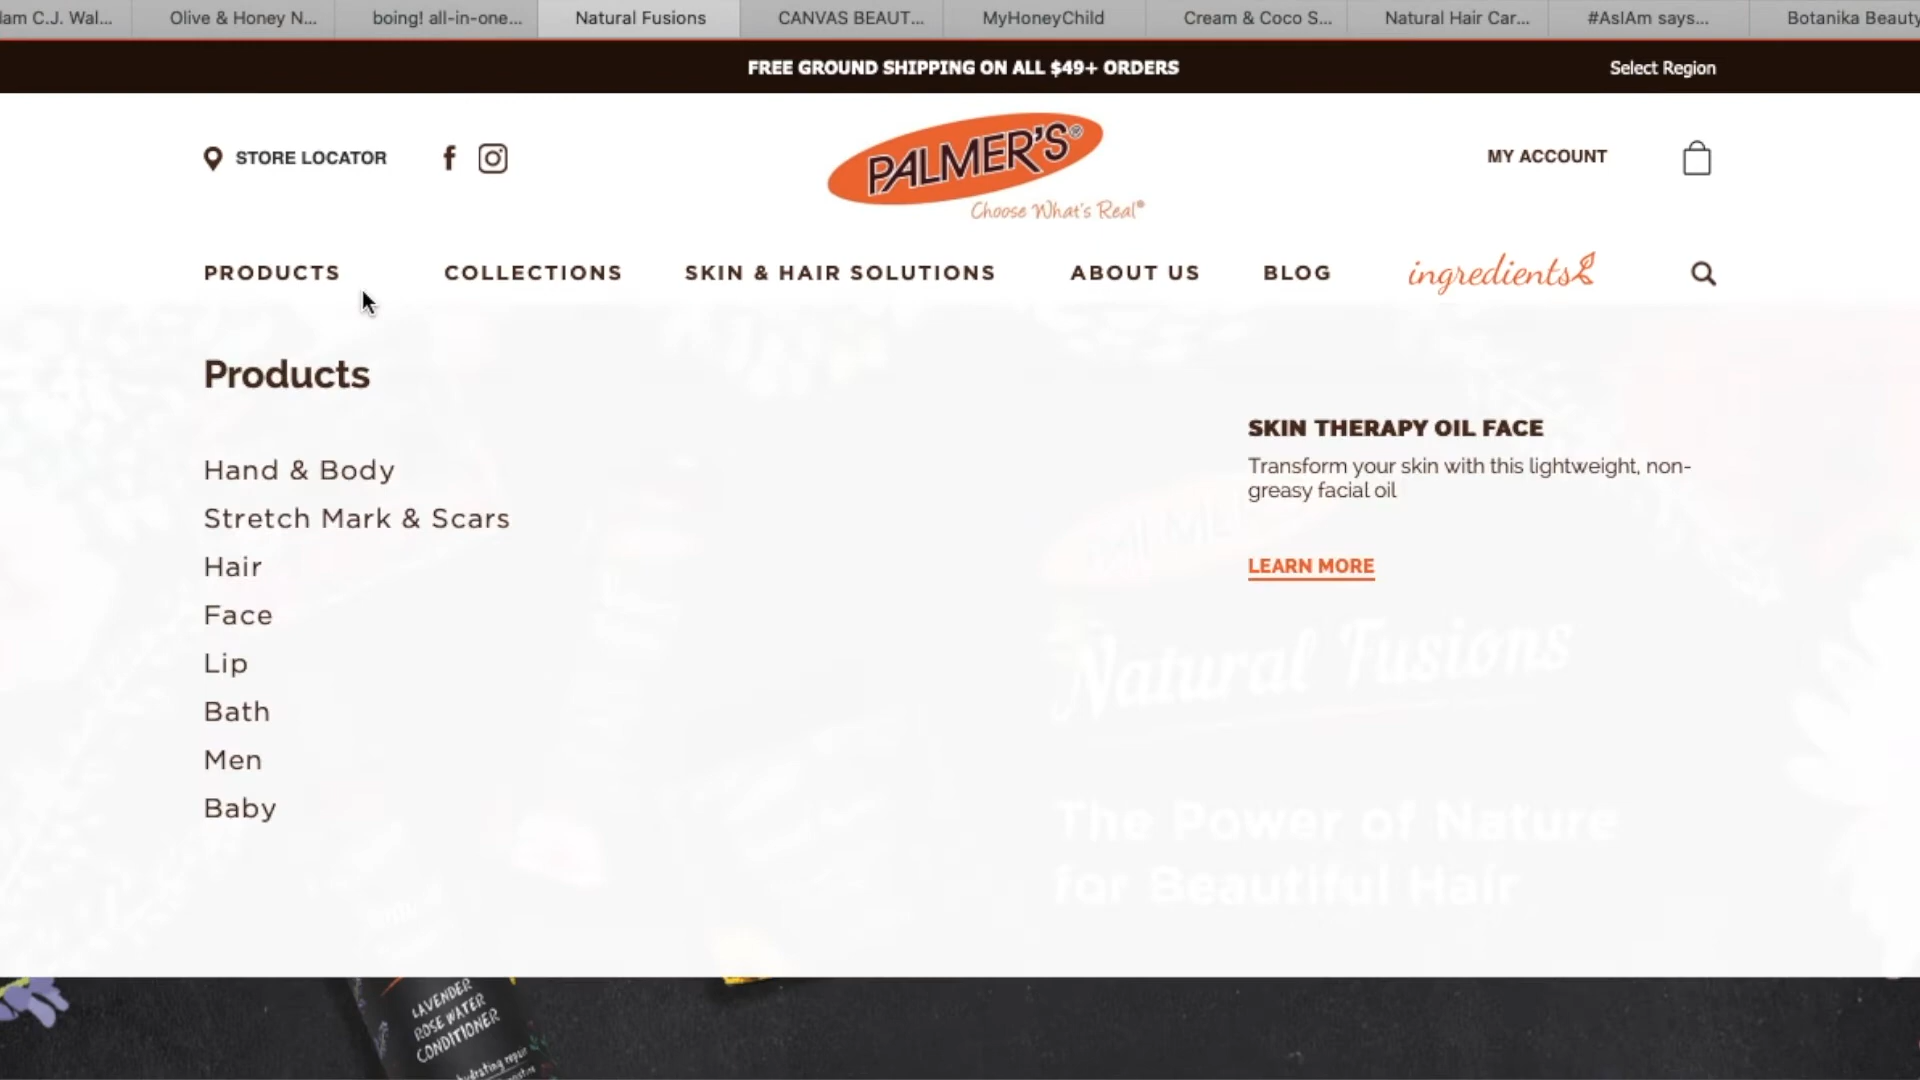 lam C.J. Wal...
Olive & Honey N...
boing! all-in-one...
Natural Fusions
CANVAS BEAUT...
MyHoneyChild
Cream & Coco S...
Natural Hair Car...
#AsIAm says...
Botanika Beauty
FREE GROUND SHIPPING ON ALL $49+ ORDERS
Select Region
STORE LOCATOR
PALMER'S®
Choose What's Real®
MY ACCOUNT
PRODUCTS
COLLECTIONS
SKIN & HAIR SOLUTIONS
ABOUT US
BLOG
ingredients
Products
Hand & Body
Stretch Mark & Scars
Hair
Face
Lip
Bath
Men
Baby
SKIN THERAPY OIL FACE
Transform your skin with this lightweight, non-
greasy facial oil
LEARN MORE
Natural Fusions
The Power of Nature
for Beautiful Hair
LAVENDER
ROSE WATER
CONDITIONER
hydrating repair